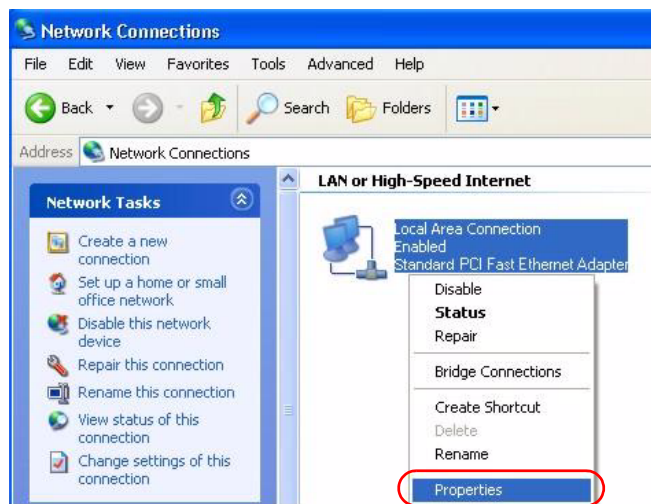 Network Connections
File Edit View Favorites Tools Advanced Help
Back Search Folders
Address Network Connections
Network Tasks
Create a new
connection
Set up a home or small
office network
Disable this network
device
Repair this connection
Rename this connection
View status of this
connection
Change settings of this
connection
LAN or High-Speed Internet
Local Area Connection
Enabled
Standard PCI Fast Ethernet Adapter
Disable
Status
Repair
Bridge Connections
Create Shortcut
Delete
Rename
Properties